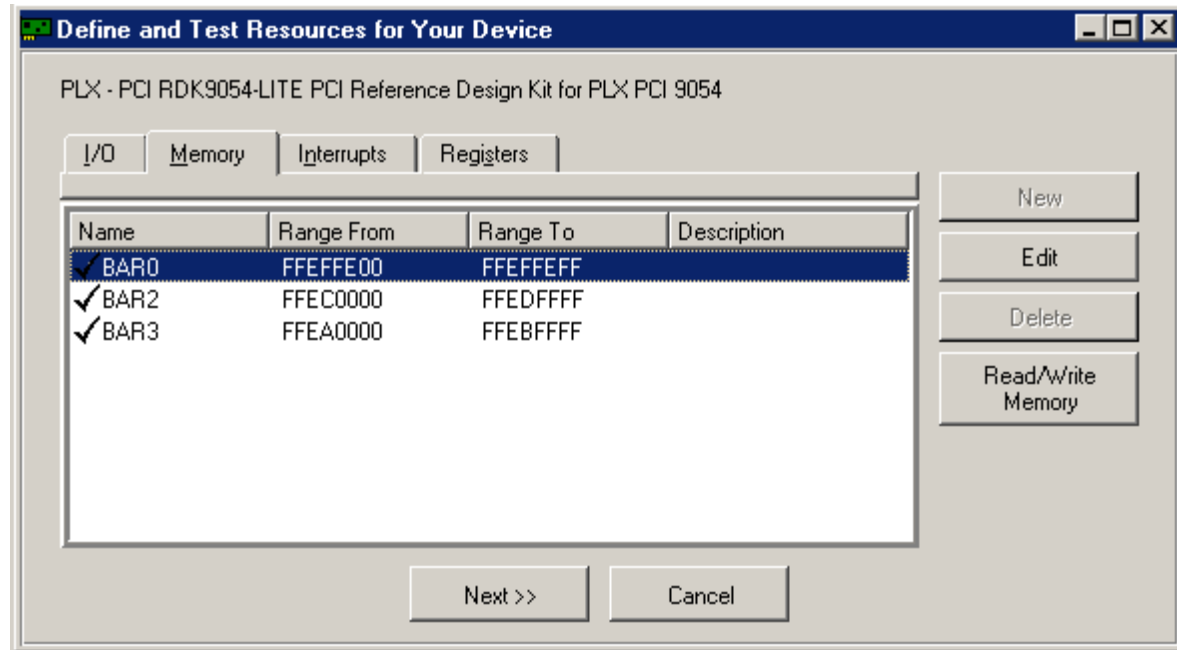 Define and Test Resources for Your Device
PLX - PCI RDK9054-LITE PCI Reference Design Kit for PLX PCI 9054
I/O Memory Interrupts Registers
Name Range From Range To Description
BAR0 FFEFFE00 FFEFFEFF
BAR2 FFEC0000 FFEDFFFF
BAR3 FFEA0000 FFEBFFFF
New
Edit
Delete
Read/Write
Memory
Next >> Cancel